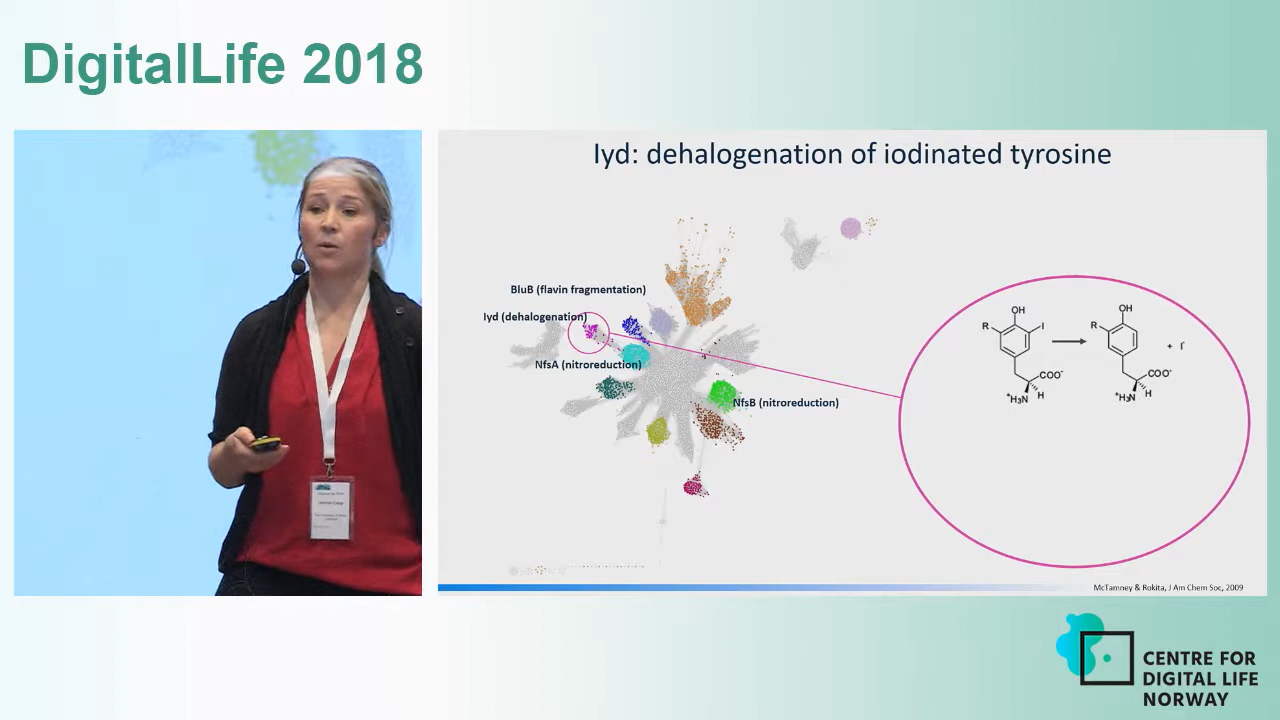 DigitalLife 2018
Iyd: dehalogenation of iodinated tyrosine
BluB (flavin fragmentation)
Iyd (dehalogenation)
NfsA (nitroreduction)
NfsB (nitroreduction)
OH
R
I
COO⁻
⁺H₃N
H
OH
R
+ I⁻
COO⁻
⁺H₃N
H
McTamney & Rokita, J Am Chem Soc, 2009
CENTRE FOR
DIGITAL LIFE
NORWAY